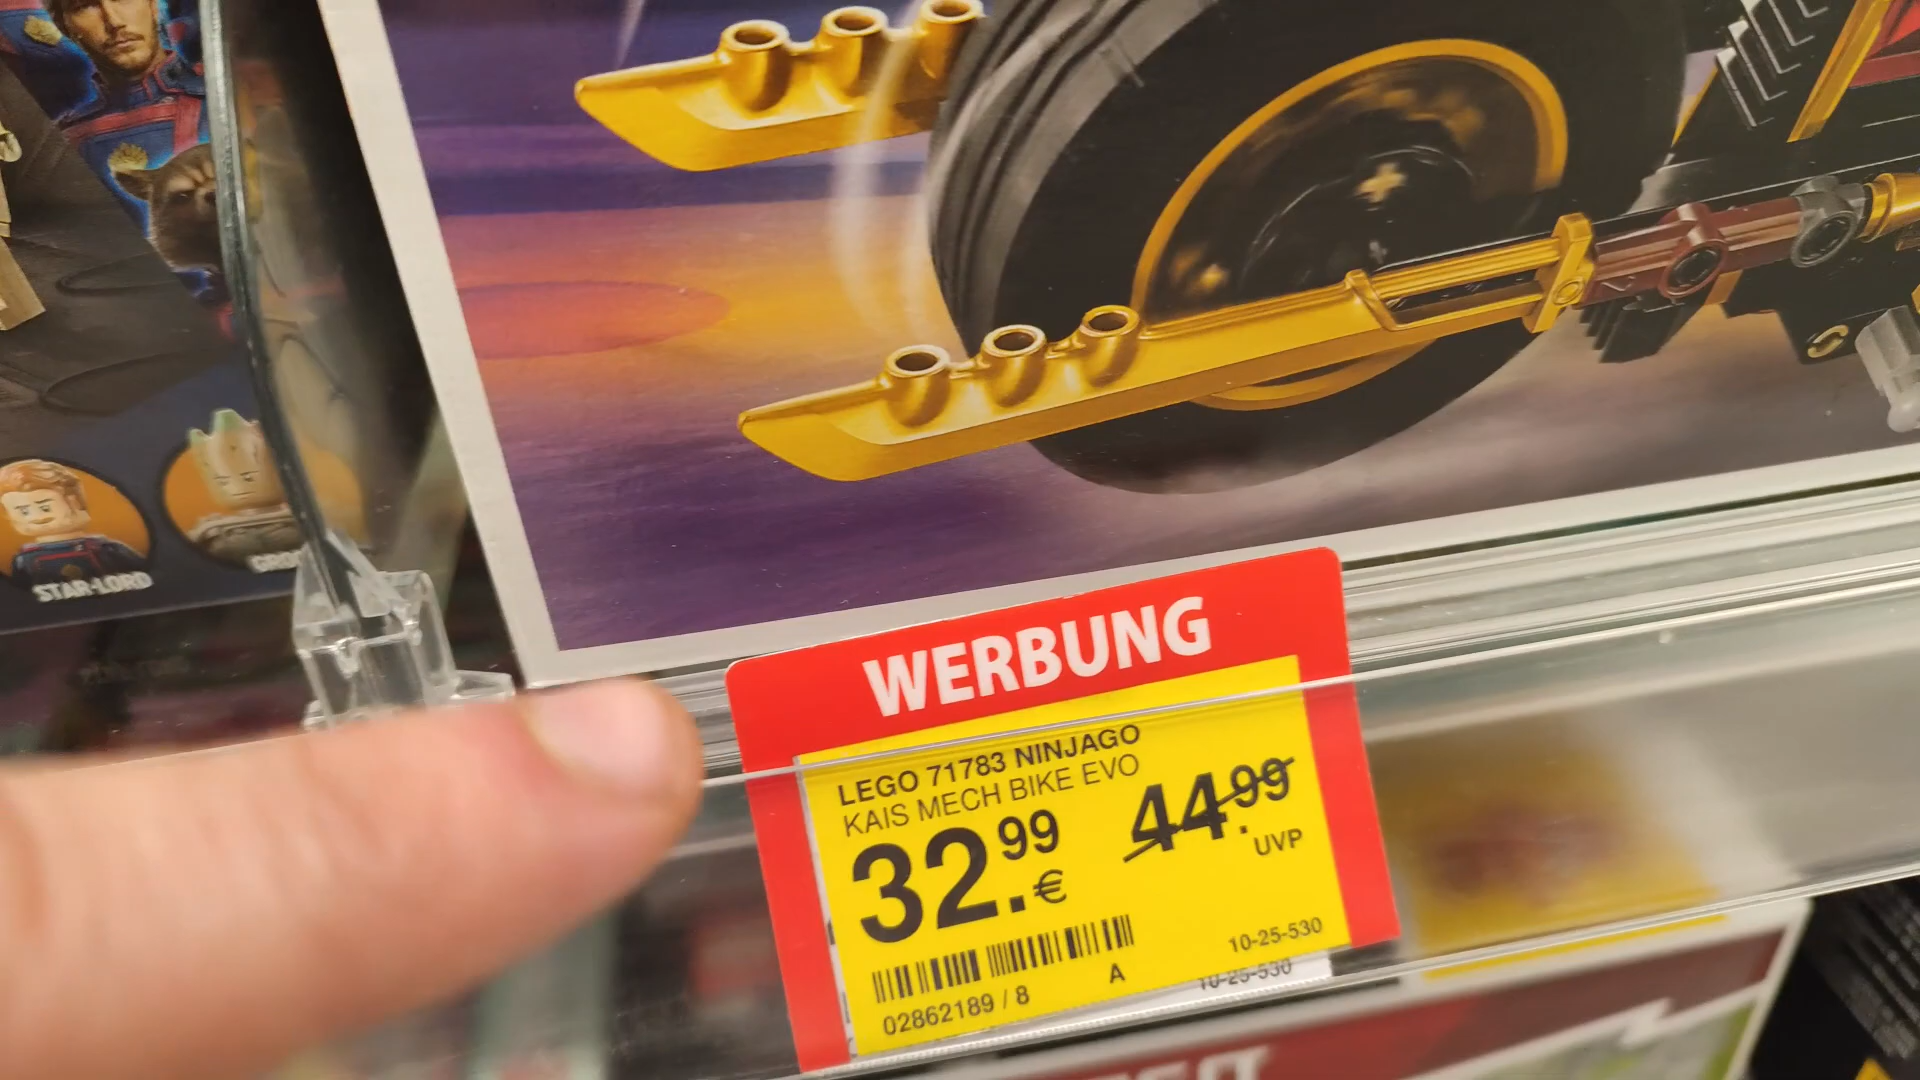 STAR-LORD
WERBUNG
LEGO 71783 NINJAGO
KAIS MECH BIKE EVO
32.99 €
44.99
UVP
A
10-25-530
10-25-530
02862189 / 8